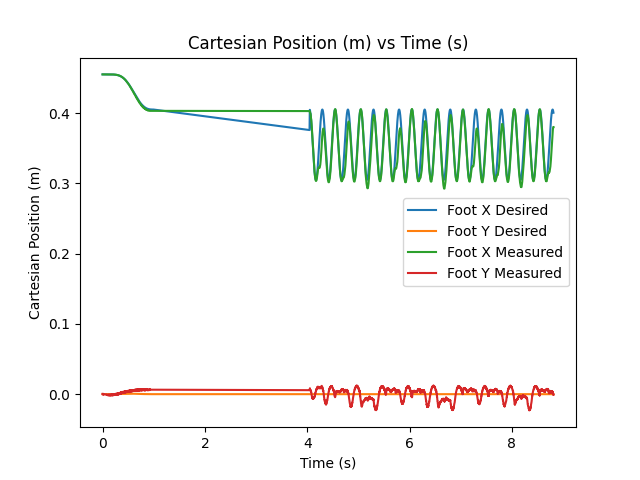 Cartesian Position (m) vs Time (s)
Cartesian Position (m)
0.4
0.3
0.2
0.1
0.0
Foot X Desired
Foot Y Desired
Foot X Measured
Foot Y Measured
0
2
4
6
8
Time (s)